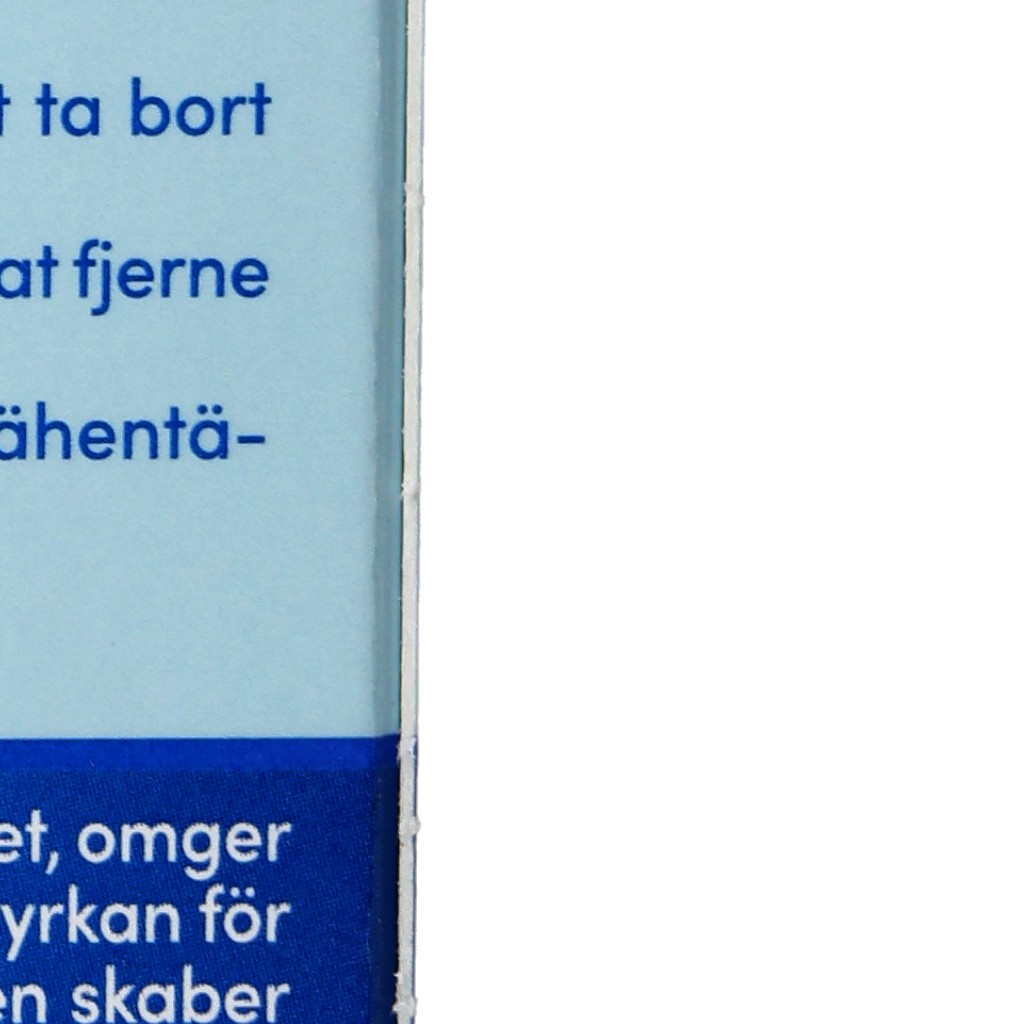 ta bort
at fjerne
ähentä-
et, omger
yrkan för
en skaber